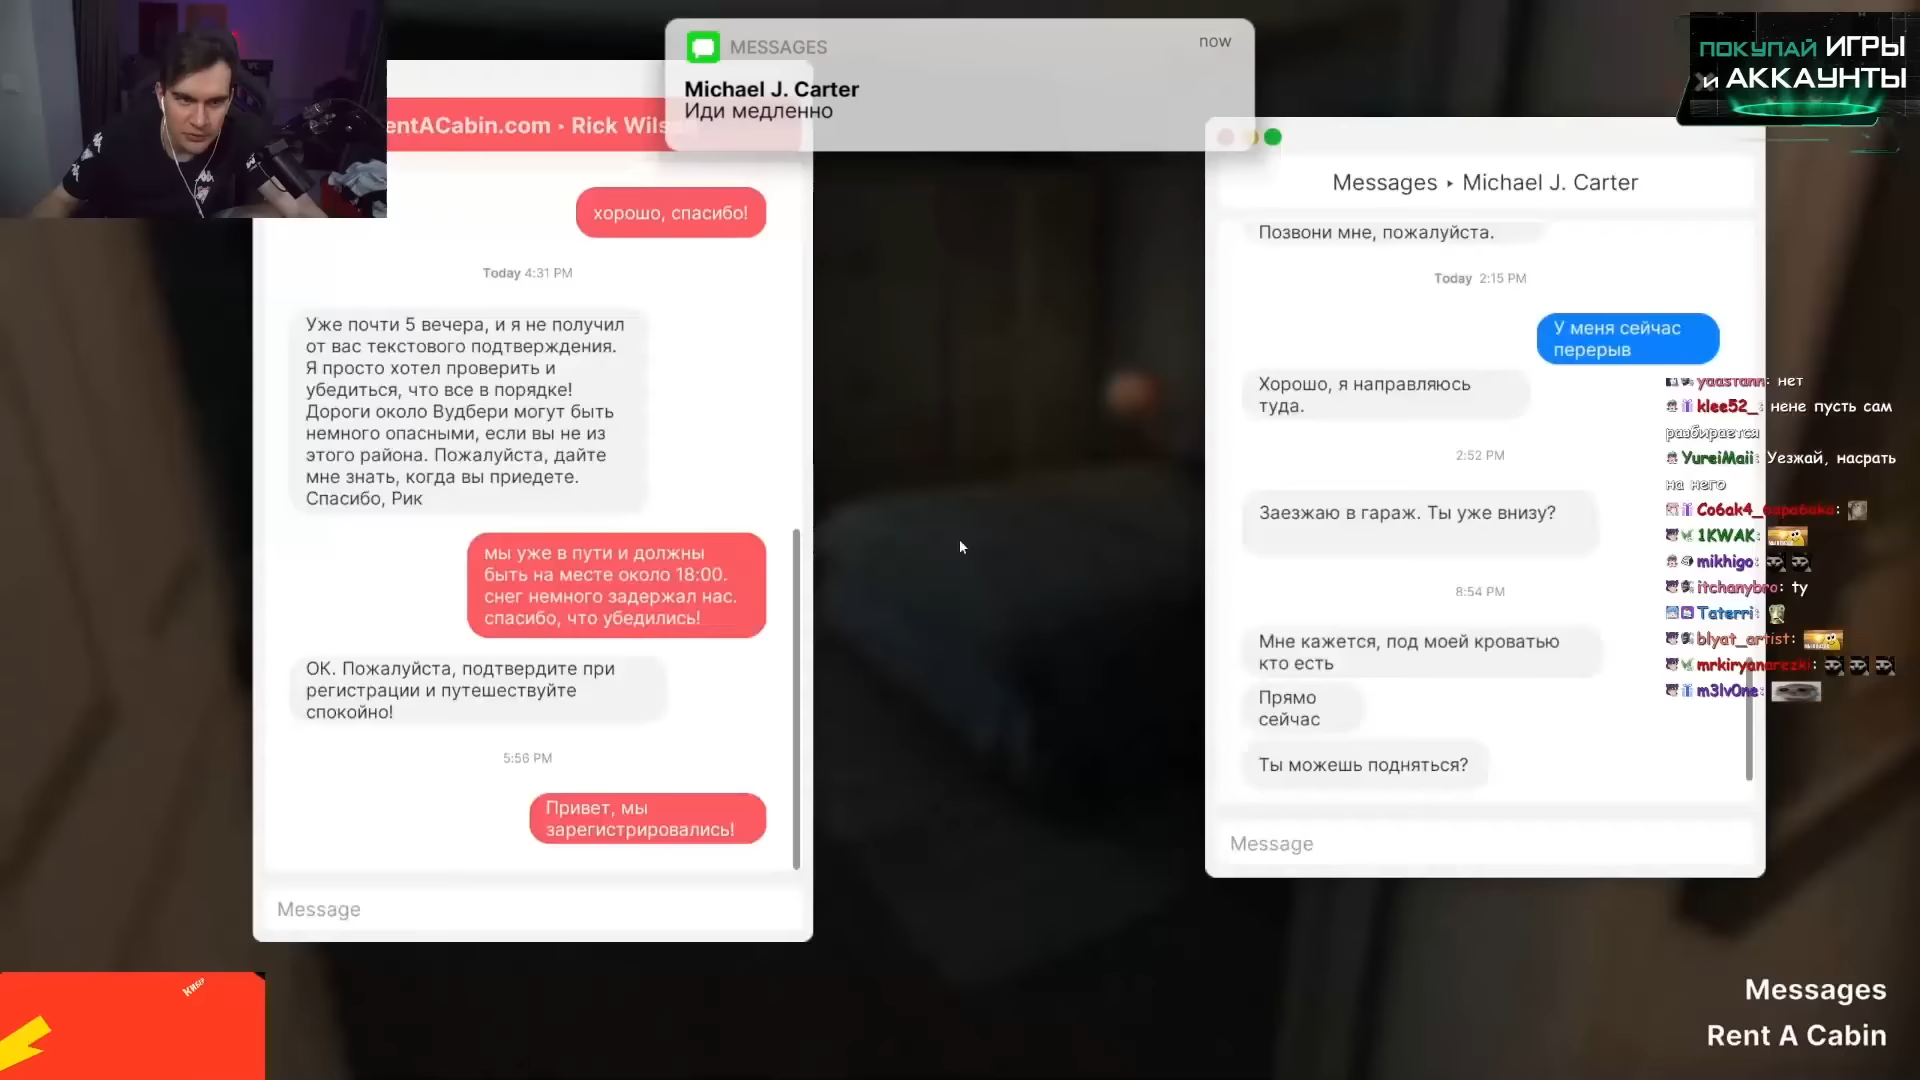 MESSAGES
now
Michael J. Carter
Иди медленно
ПОКУПАЙ ИГРЫ
и АККАУНТЫ
entACabin.com • Rick Wils
хорошо, спасибо!
Today 4:31 PM
Уже почти 5 вечера, и я не получил
от вас текстового подтверждения.
Я просто хотел проверить и
убедиться, что все в порядке!
Дороги около Вудбери могут быть
немного опасными, если вы не из
этого района. Пожалуйста, дайте
мне знать, когда вы приедете.
Спасибо, Рик
мы уже в пути и должны
быть на месте около 18:00.
снег немного задержал нас.
спасибо, что убедились!
ОК. Пожалуйста, подтвердите при
регистрации и путешествуйте
спокойно!
5:56 PM
Привет, мы
зарегистрировались!
Message
Messages ▸ Michael J. Carter
Позвони мне, пожалуйста.
Today 2:15 PM
У меня сейчас
перерыв
Хорошо, я направляюсь
туда.
2:52 PM
Заезжаю в гараж. Ты уже внизу?
8:54 PM
Мне кажется, под моей кроватью
кто есть
Прямо
сейчас
Ты можешь подняться?
Message
yaastann: нет
klee52_: нене пусть сам
разбирается
YureiMaii: Уезжай, насрать
на него
Co6ak4_6apa6aka:
1KWAK:
mikhigo:
itchanybro: ty
Taterri:
blyat_artist:
mrkiryanarezki:
m3lv0ne:
Messages
Rent A Cabin